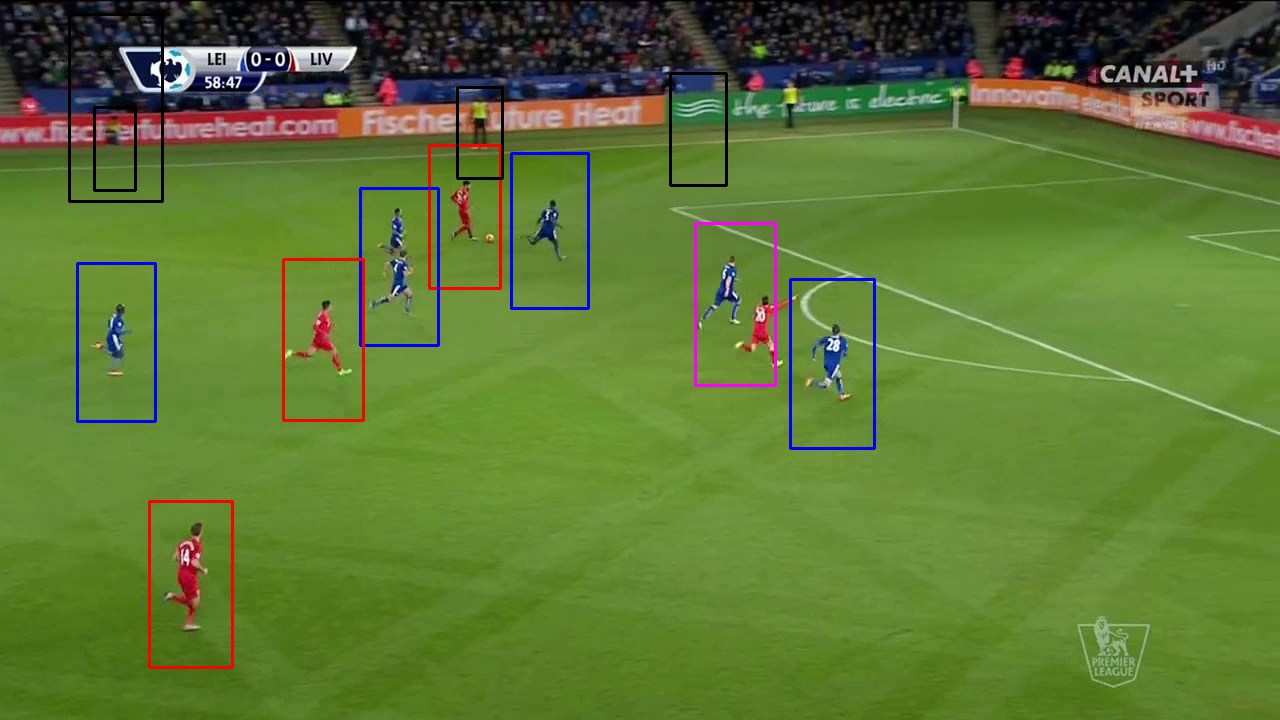 LEI 0-0 LIV
58:47
HD
CANAL+
SPORT
www.fischerfutureheat.com
Fischer Future Heat
the future is electric
Innovative electric
28
14
PREMIER
LEAGUE